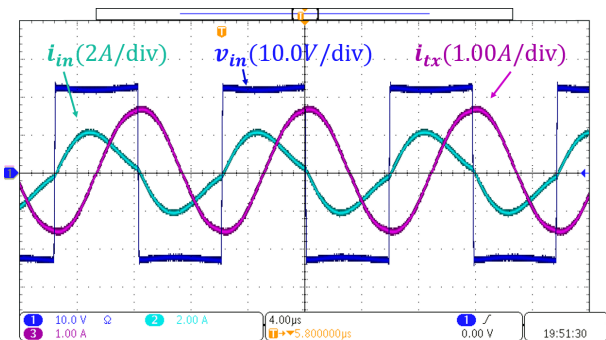 T
i_in(2A/div) v_in(10.0V/div) i_tx(1.00A/div)
1
1 10.0 V Ω 2 2.00 A 4.00µs 1 0.00 V
3 1.00 A T→▼5.800000µs 19:51:30